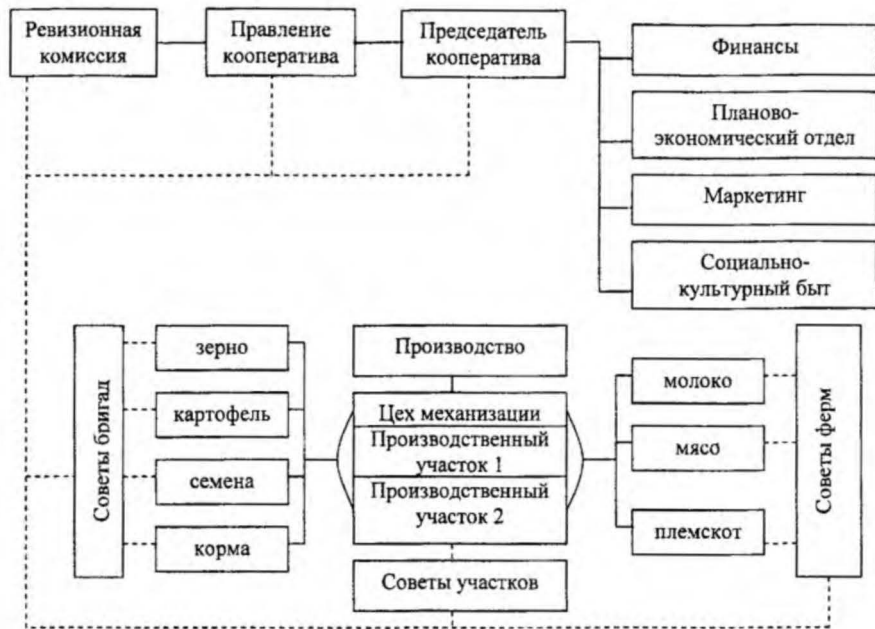 Ревизионная
комиссия
Правление
кооператива
Председатель
кооператива
Финансы
Планово-
экономический отдел
Маркетинг
Социально-
культурный быт
Советы бригад
зерно
картофель
семена
корма
Производство
Цех механизации
Производственный
участок 1
Производственный
участок 2
Советы участков
молоко
мясо
племскот
Советы ферм